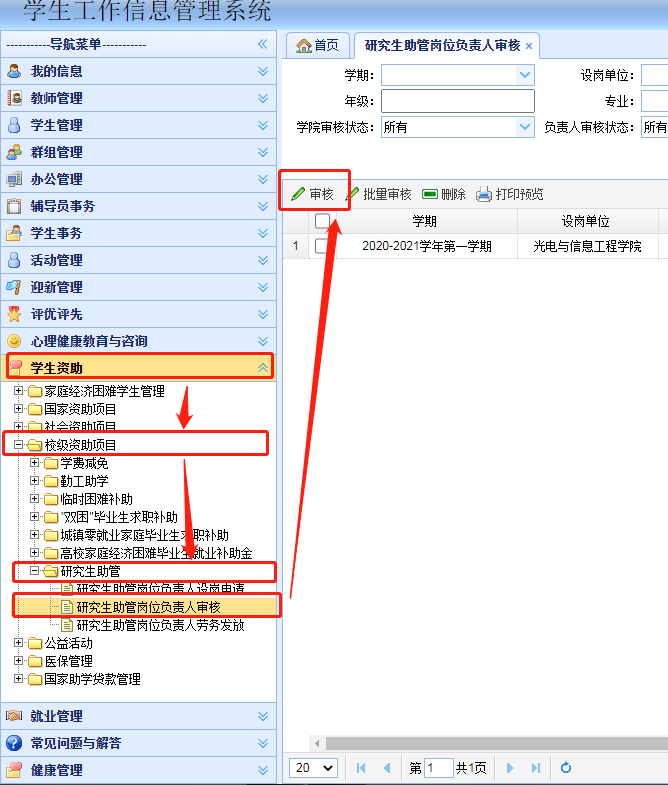 学生工作信息管理系统
-----------导航菜单-----------
我的信息
教师管理
学生管理
群组管理
办公管理
辅导员事务
学生事务
活动管理
迎新管理
评优评先
心理健康教育与咨询
学生资助
家庭经济困难学生管理
国家资助项目
社会资助项目
校级资助项目
学费减免
勤工助学
临时困难补助
"双困"毕业生求职补助
城镇零就业家庭毕业生求职补助
高校家庭经济困难毕业生就业补助金
研究生助管
研究生助管岗位负责人设岗申请
研究生助管岗位负责人审核
研究生助管岗位负责人劳务发放
公益活动
医保管理
国家助学贷款管理
就业管理
常见问题与解答
健康管理
首页 研究生助管岗位负责人审核 ×
学期: 设岗单位:
年级: 专业:
学院审核状态: 所有 负责人审核状态: 所有
审核 批量审核 删除 打印预览
学期 设岗单位
1 2020-2021学年第一学期 光电与信息工程学院
20 第 1 共1页